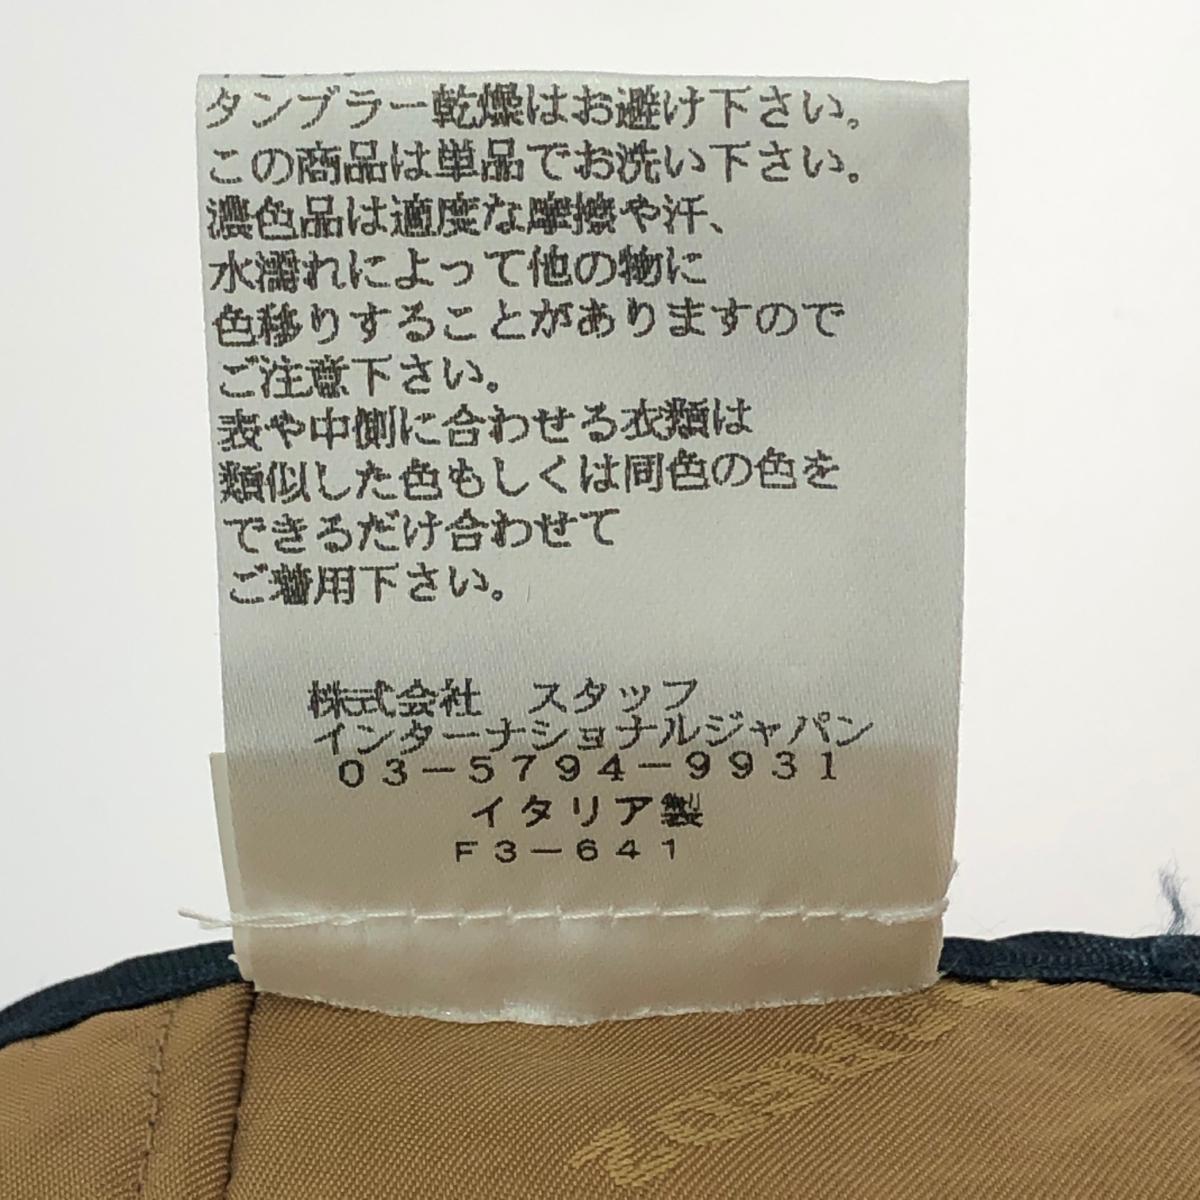 タンブラー乾燥はお避け下さい。
この商品は単品でお洗い下さい。
濃色品は適度な摩擦や汗、
水濡れによって他の物に
色移りすることがありますので
ご注意下さい。
表や中側に合わせる衣類は
類似した色もしくは同色の色を
できるだけ合わせて
ご着用下さい。
株式会社 スタッフ
インターナショナルジャパン
03-5794-9931
イタリア製
F3-641